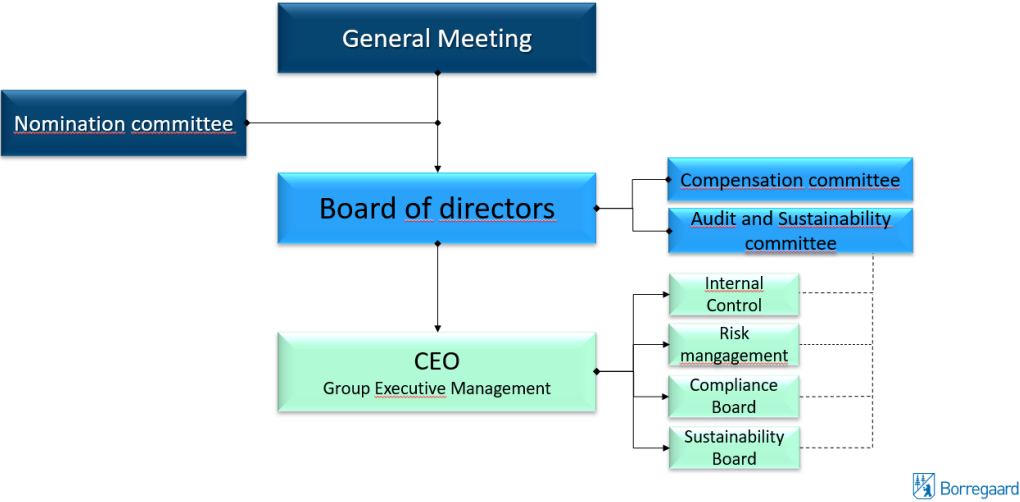 General Meeting
Nomination committee
Board of directors
Compensation committee
Audit and Sustainability
committee
Internal
Control
Risk
mangagement
CEO
Group Executive Management
Compliance
Board
Sustainability
Board
Borregaard